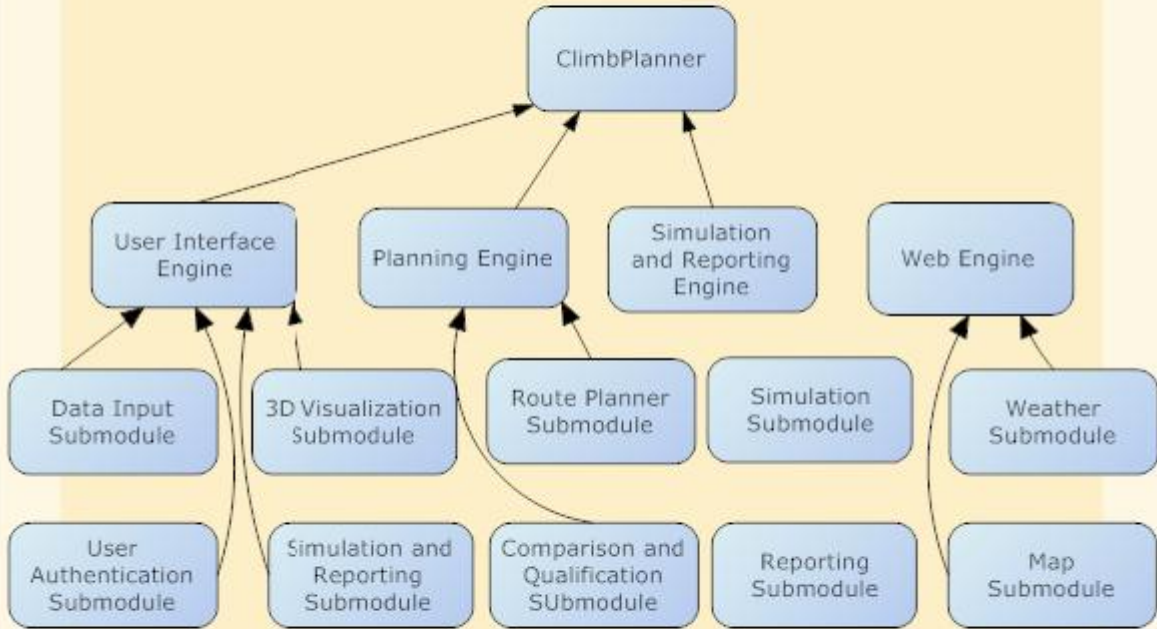 ClimbPlanner
User Interface
Engine
Planning Engine
Simulation
and Reporting
Engine
Web Engine
Data Input
Submodule
3D Visualization
Submodule
Route Planner
Submodule
Simulation
Submodule
Weather
Submodule
User
Authentication
Submodule
Simulation and
Reporting
Submodule
Comparison and
Qualification
SUbmodule
Reporting
Submodule
Map
Submodule